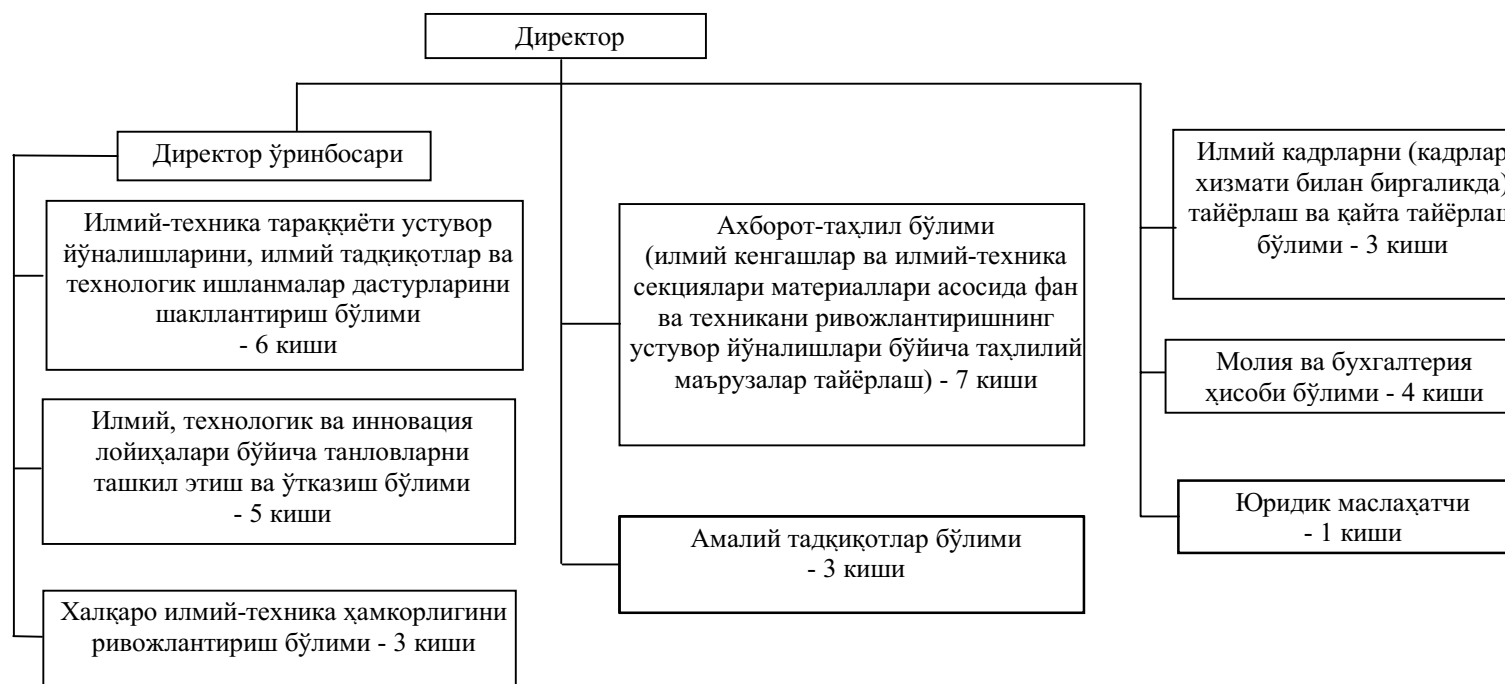 Директор
Директор ўринбосари
Илмий-техника тараққиёти устувор
йўналишларини, илмий тадқиқотлар ва
технологик ишланмалар дастурларини
шакллантириш бўлими
- 6 киши
Илмий, технологик ва инновация
лойиҳалари бўйича танловларни
ташкил этиш ва ўтказиш бўлими
- 5 киши
Халқаро илмий-техника ҳамкорлигини
ривожлантириш бўлими - 3 киши
Ахборот-таҳлил бўлими
(илмий кенгашлар ва илмий-техника
секциялари материаллари асосида фан
ва техникани ривожлантиришнинг
устувор йўналишлари бўйича таҳлилий
маърузалар тайёрлаш) - 7 киши
Амалий тадқиқотлар бўлими
- 3 киши
Илмий кадрларни (кадрлар
хизмати билан биргаликда)
тайёрлаш ва қайта тайёрлаш
бўлими - 3 киши
Молия ва бухгалтерия
ҳисоби бўлими - 4 киши
Юридик маслаҳатчи
- 1 киши